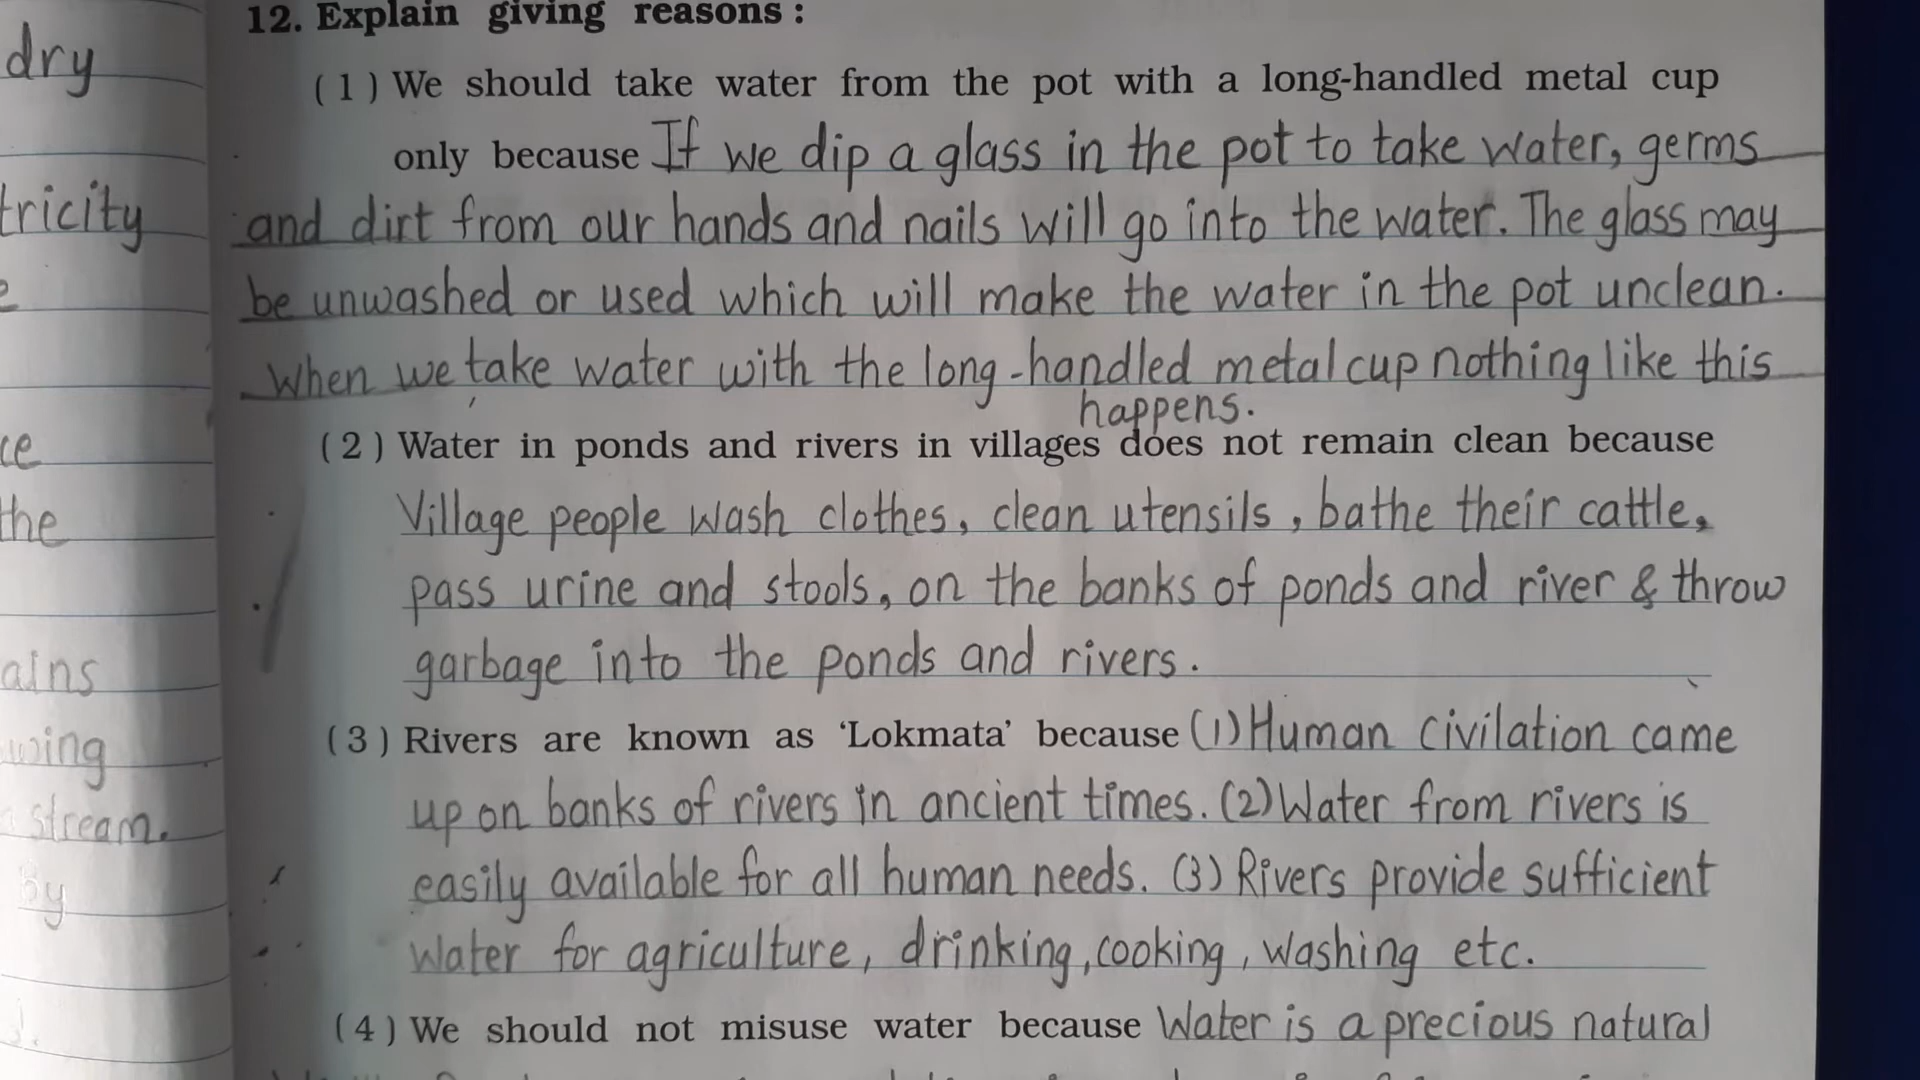 dry
tricity
ce
the
ains
wing
stream.
by
12. Explain giving reasons :
( 1 ) We should take water from the pot with a long-handled metal cup
only because If we dip a glass in the pot to take water, germs
and dirt from our hands and nails will go into the water. The glass may
be unwashed or used which will make the water in the pot unclean.
When we take water with the long-handled metal cup nothing like this
happens.
( 2 ) Water in ponds and rivers in villages does not remain clean because
Village people wash clothes, clean utensils, bathe their cattle,
pass urine and stools, on the banks of ponds and river & throw
garbage into the ponds and rivers.
( 3 ) Rivers are known as ‘Lokmata’ because (1) Human civilation came
up on banks of rivers in ancient times. (2) Water from rivers is
easily available for all human needs. (3) Rivers provide sufficient
water for agriculture, drinking, cooking, washing etc.
( 4 ) We should not misuse water because Water is a precious natural